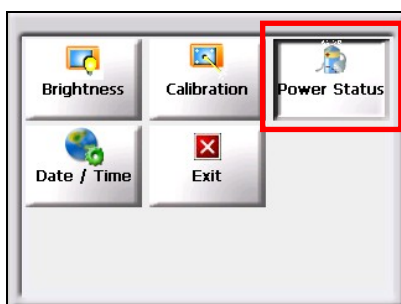 Brightness
Calibration
Power Status
Date / Time
Exit